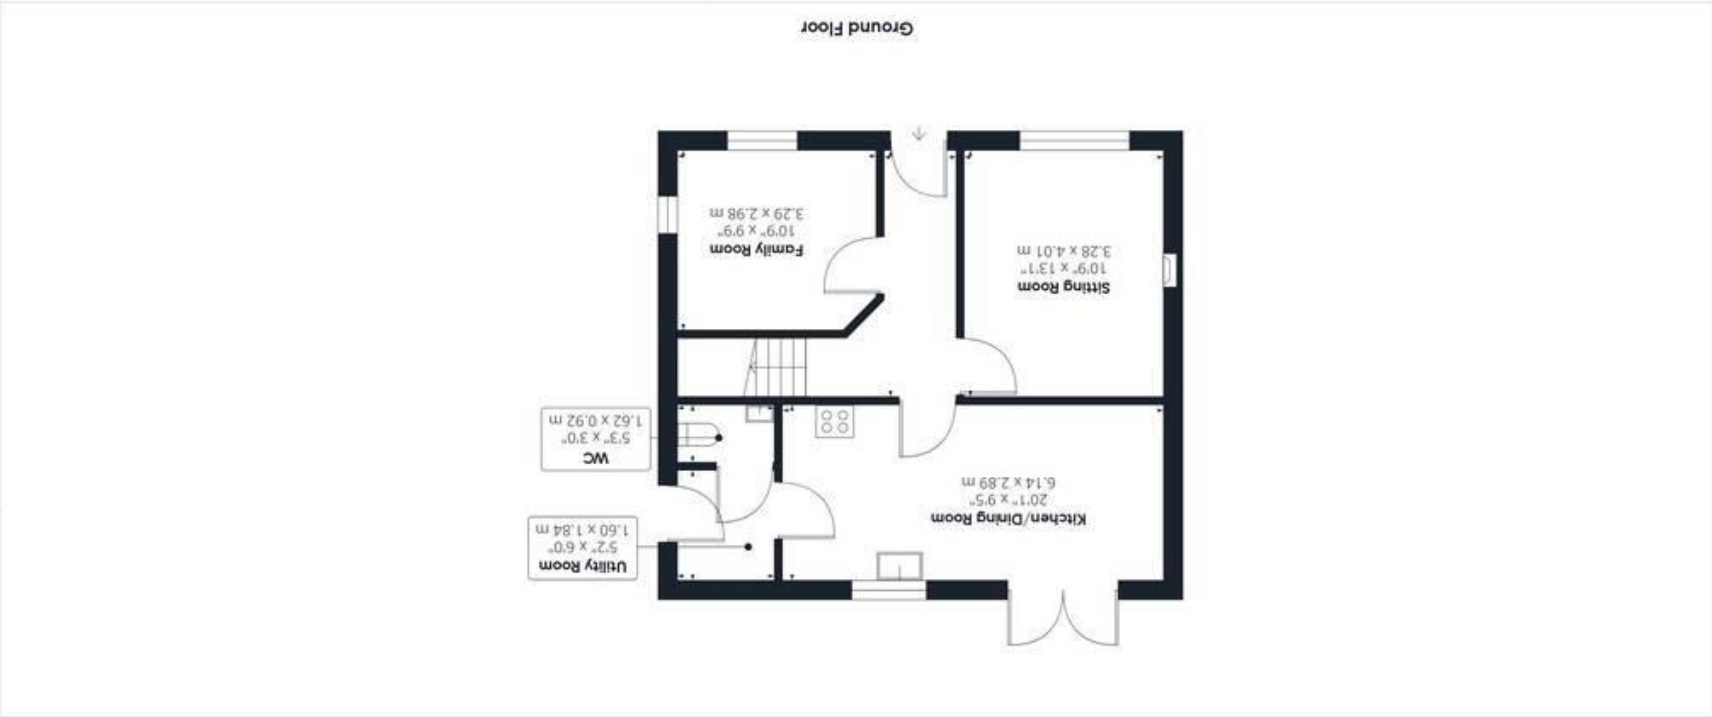 Utility Room
5'2" x 6'0"
1.60 x 1.84 m
Kitchen/Dining Room
20'1" x 9'5"
6.14 x 2.89 m
WC
5'3" x 3'0"
1.62 x 0.92 m
Sitting Room
10'9" x 13'1"
3.28 x 4.01 m
Family Room
10'9" x 9'9"
3.29 x 2.98 m
Ground Floor